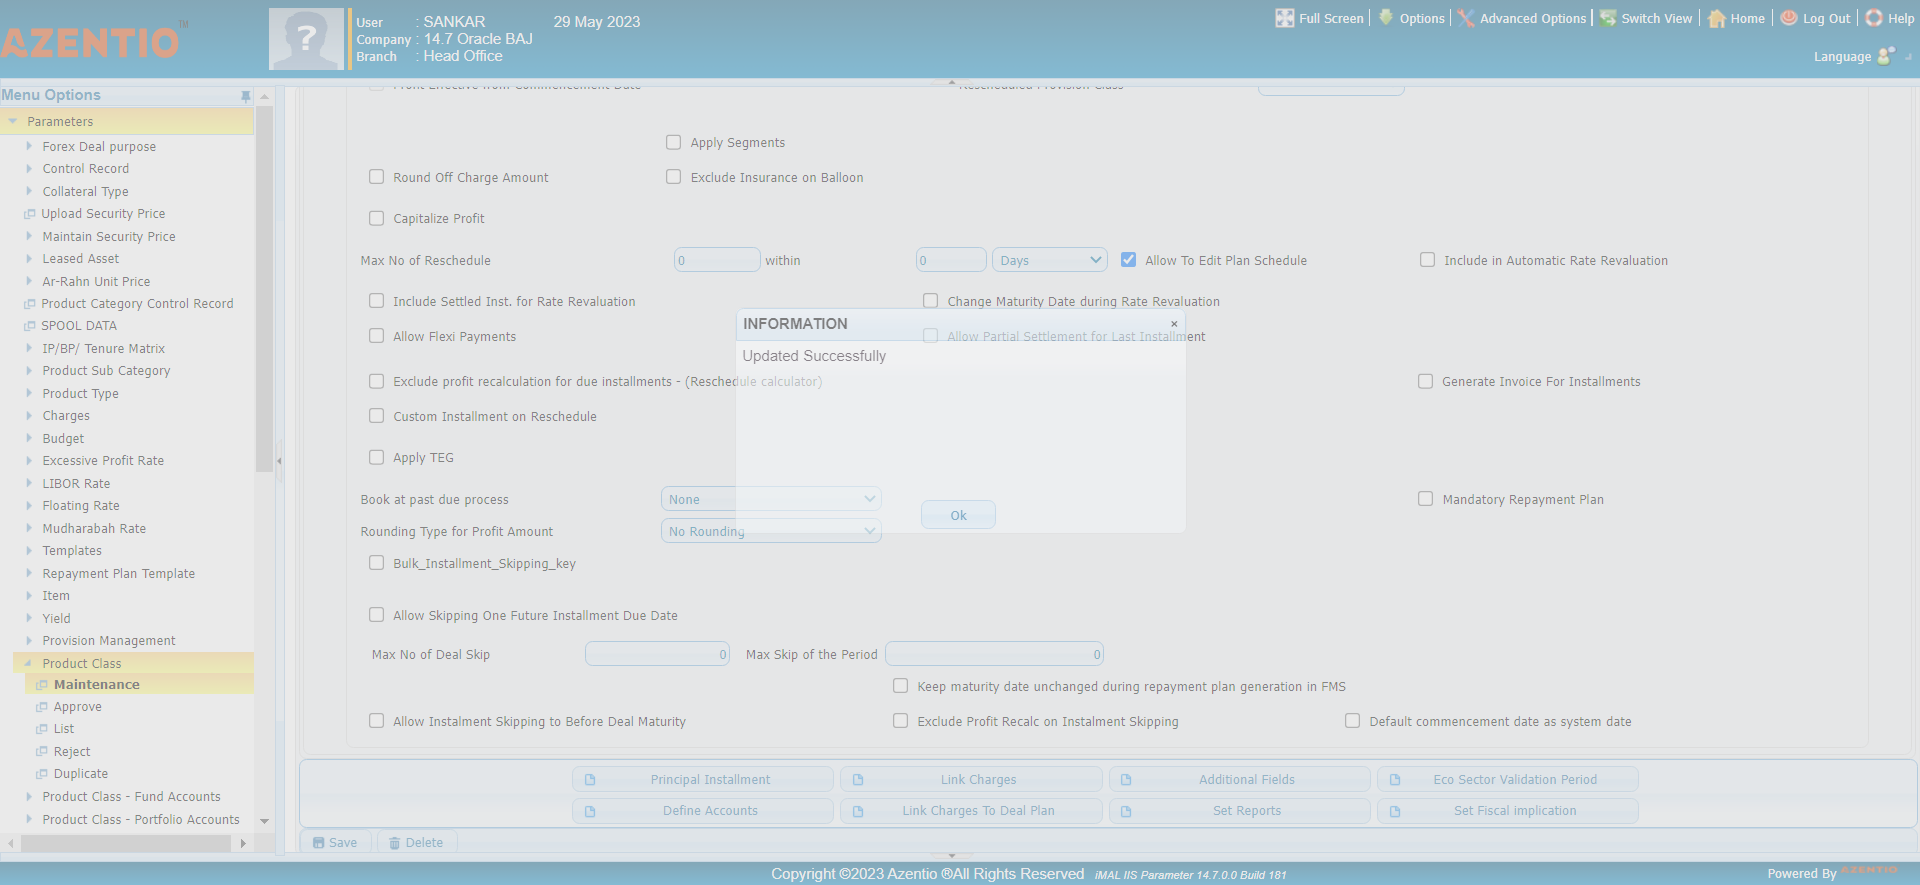 AZENTIO TM
User : SANKAR 29 May 2023
Company : 14.7 Oracle BAJ
Branch : Head Office
Full Screen Options Advanced Options Switch View Home Log Out Help
Language
Menu Options
Parameters
Forex Deal purpose
Control Record
Collateral Type
Upload Security Price
Maintain Security Price
Leased Asset
Ar-Rahn Unit Price
Product Category Control Record
SPOOL DATA
IP/BP/ Tenure Matrix
Product Sub Category
Product Type
Charges
Budget
Excessive Profit Rate
LIBOR Rate
Floating Rate
Mudharabah Rate
Templates
Repayment Plan Template
Item
Yield
Provision Management
Product Class
Maintenance
Approve
List
Reject
Duplicate
Product Class - Fund Accounts
Product Class - Portfolio Accounts
Profit Effective from Commencement Date Rescheduled Provision Class
Apply Segments
Round Off Charge Amount Exclude Insurance on Balloon
Capitalize Profit
Max No of Reschedule 0 within 0 Days Allow To Edit Plan Schedule Include in Automatic Rate Revaluation
Include Settled Inst. for Rate Revaluation Change Maturity Date during Rate Revaluation
INFORMATION ×
Allow Flexi Payments Allow Partial Settlement for Last Installment
Updated Successfully
Exclude profit recalculation for due installments - (Reschedule calculator) Generate Invoice For Installments
Custom Installment on Reschedule
Apply TEG
Book at past due process None Mandatory Repayment Plan
Ok
Rounding Type for Profit Amount No Rounding
Bulk_Installment_Skipping_key
Allow Skipping One Future Installment Due Date
Max No of Deal Skip 0 Max Skip of the Period 0
Keep maturity date unchanged during repayment plan generation in FMS
Allow Instalment Skipping to Before Deal Maturity Exclude Profit Recalc on Instalment Skipping Default commencement date as system date
Principal Installment Link Charges Additional Fields Eco Sector Validation Period
Define Accounts Link Charges To Deal Plan Set Reports Set Fiscal implication
Save Delete
Copyright ©2023 Azentio ®All Rights Reserved iMAL IIS Parameter 14.7.0.0 Build 181
Powered By AZENTIO